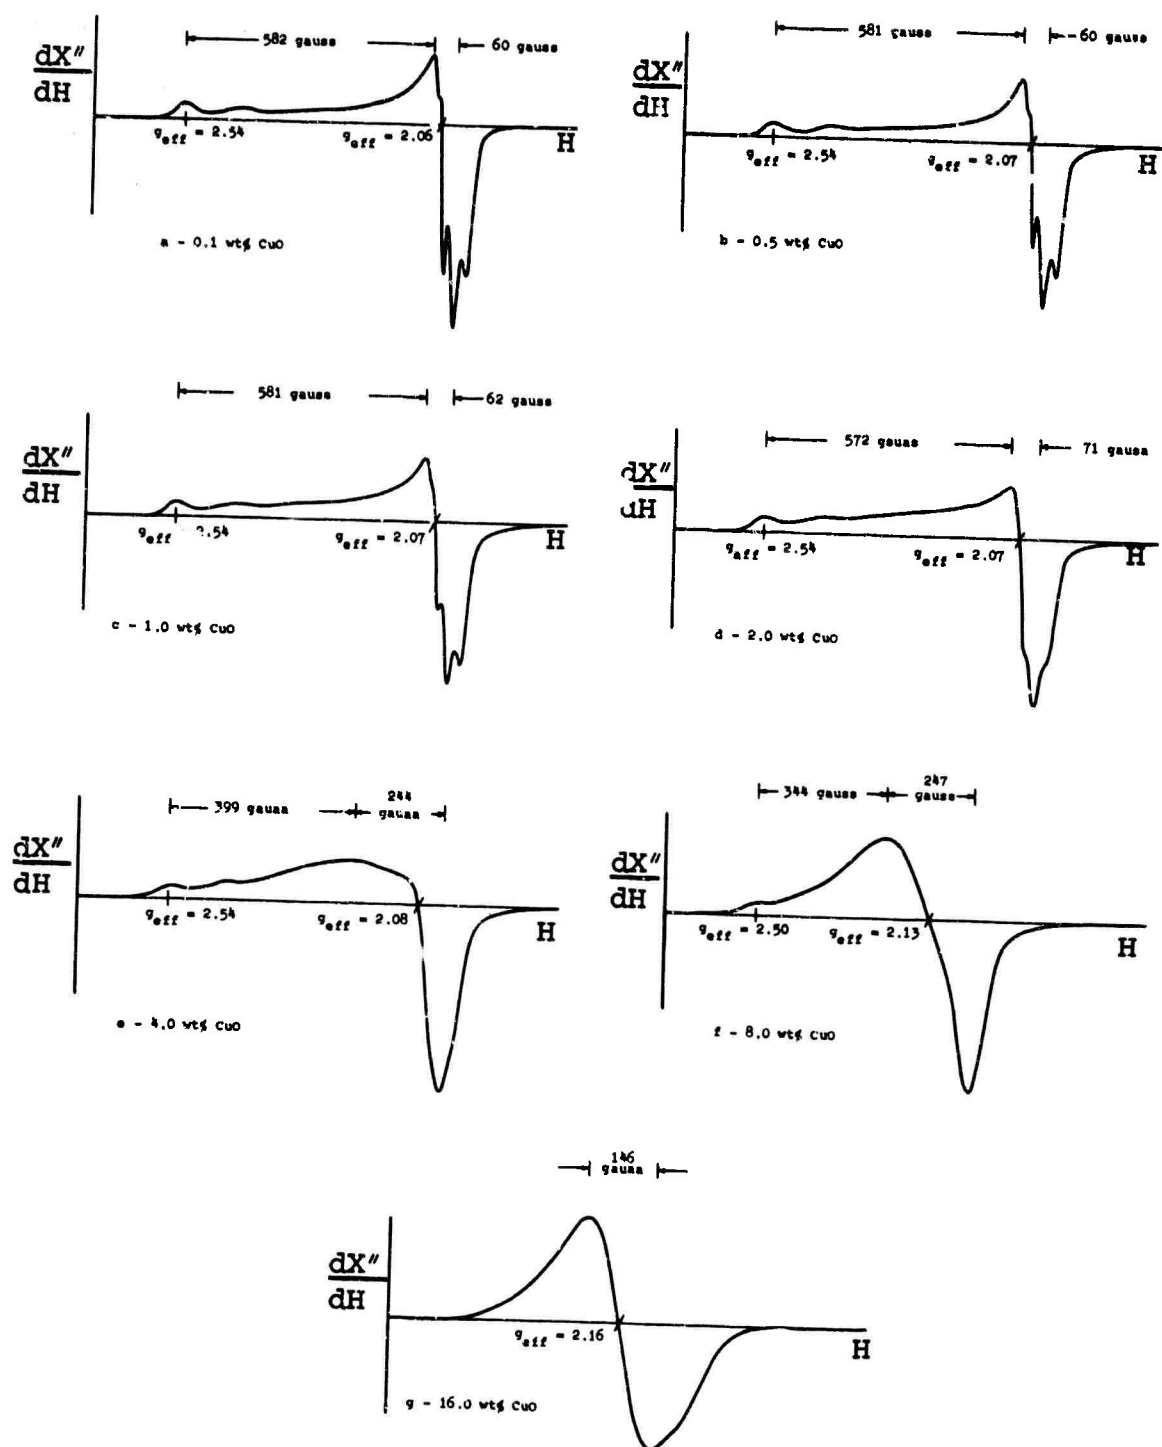 582 gauss
60 gauss
dX″
dH
g_eff = 2.54
g_eff = 2.06
H
a - 0.1 wt% CuO
581 gauss
60 gauss
dX″
dH
g_eff = 2.54
g_eff = 2.07
H
b - 0.5 wt% CuO
581 gauss
62 gauss
dX″
dH
g_eff - 2.54
g_eff = 2.07
H
c - 1.0 wt% CuO
572 gauss
71 gauss
dX″
dH
g_eff = 2.54
g_eff = 2.07
H
d - 2.0 wt% CuO
399 gauss
244
gauss
dX″
dH
g_eff = 2.54
g_eff = 2.08
H
e - 4.0 wt% CuO
344 gauss
247
gauss
dX″
dH
g_eff = 2.50
g_eff = 2.13
H
f - 8.0 wt% CuO
146
gauss
dX″
dH
g_eff = 2.16
H
g - 16.0 wt% CuO